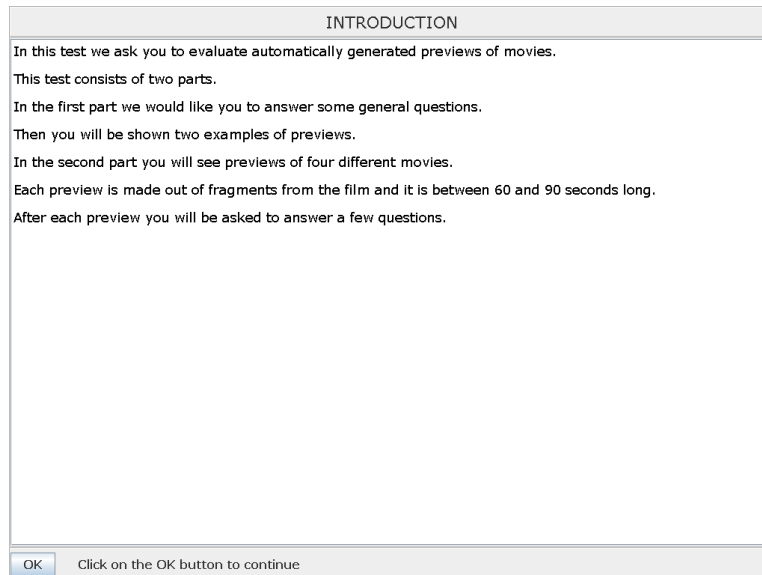 INTRODUCTION
In this test we ask you to evaluate automatically generated previews of movies.
This test consists of two parts.
In the first part we would like you to answer some general questions.
Then you will be shown two examples of previews.
In the second part you will see previews of four different movies.
Each preview is made out of fragments from the film and it is between 60 and 90 seconds long.
After each preview you will be asked to answer a few questions.
OK Click on the OK button to continue